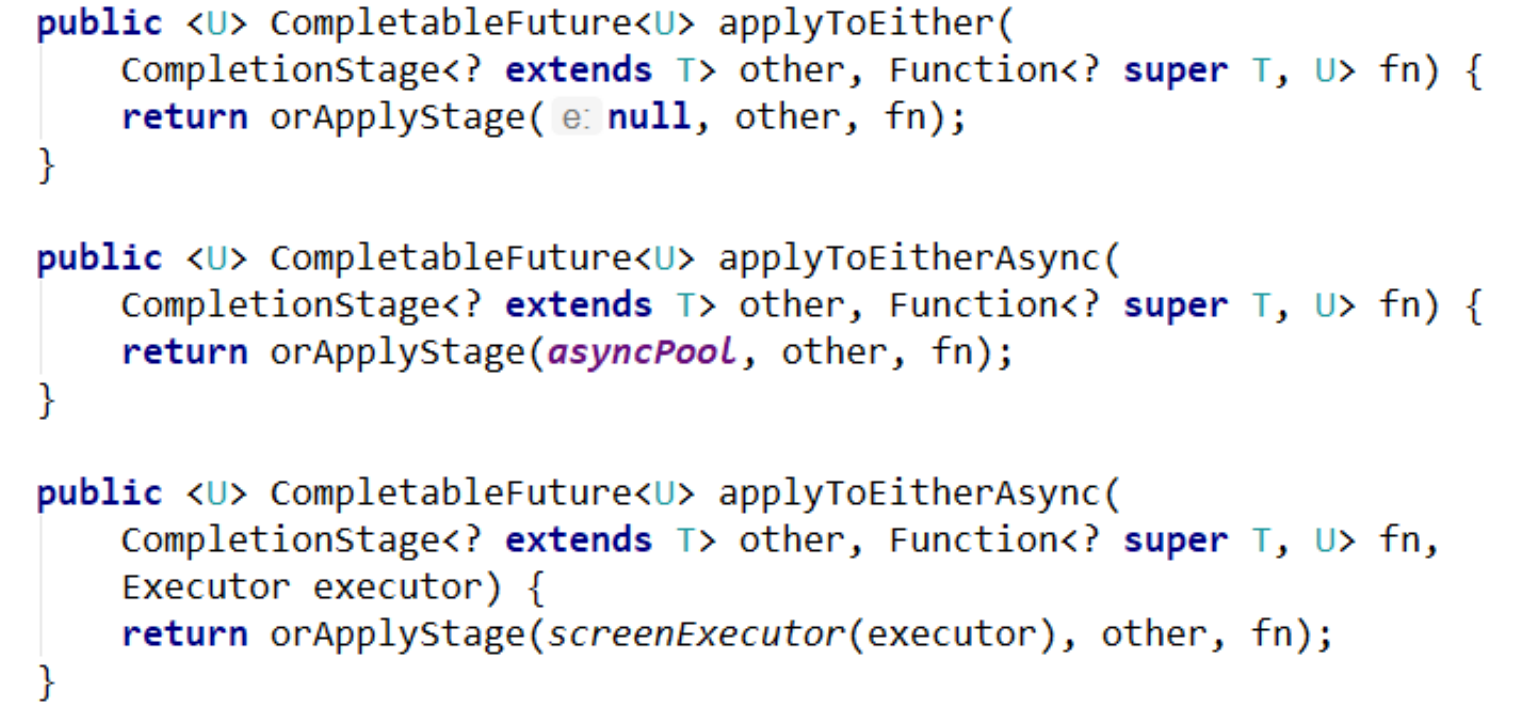 public <U> CompletableFuture<U> applyToEither(
    CompletionStage<? extends T> other, Function<? super T, U> fn) {
    return orApplyStage( e: null, other, fn);
}

public <U> CompletableFuture<U> applyToEitherAsync(
    CompletionStage<? extends T> other, Function<? super T, U> fn) {
    return orApplyStage(asyncPool, other, fn);
}

public <U> CompletableFuture<U> applyToEitherAsync(
    CompletionStage<? extends T> other, Function<? super T, U> fn,
    Executor executor) {
    return orApplyStage(screenExecutor(executor), other, fn);
}